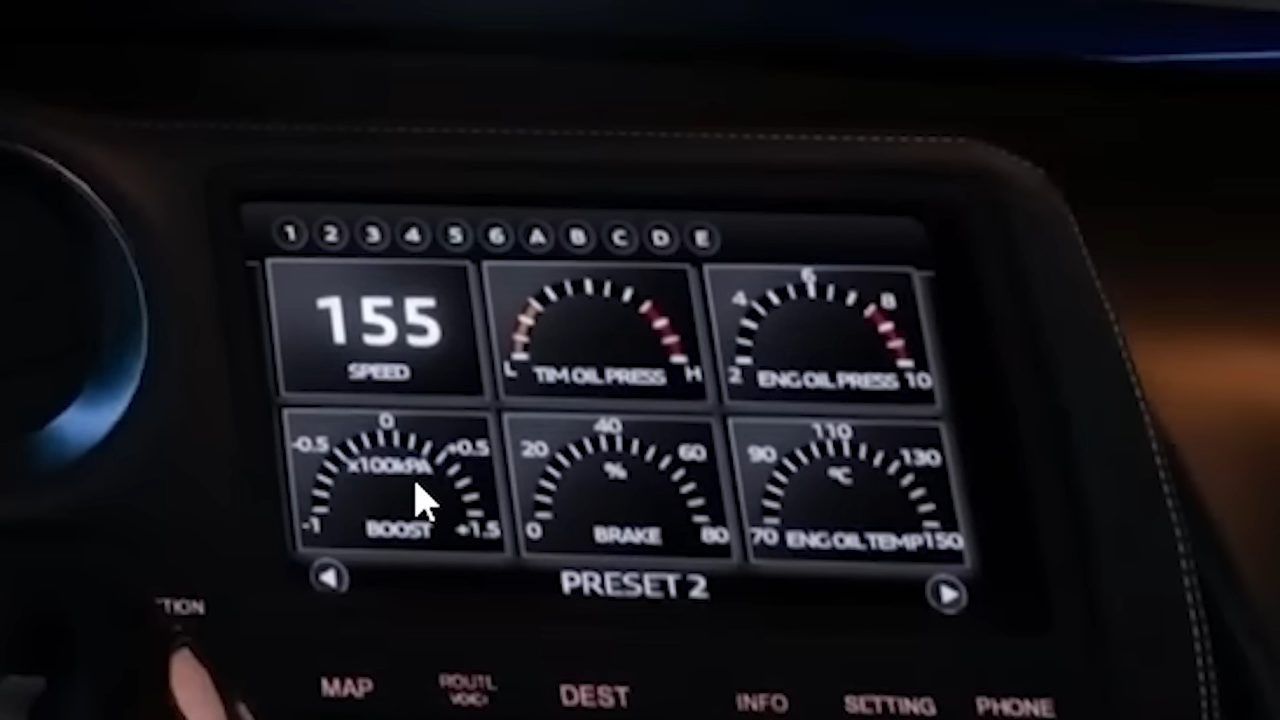 1 2 3 4 5 6 A B C D E
155
SPEED
L H
TIM OIL PRESS
2 4 6 8 10
ENG OIL PRESS
-1 -0.5 0 +0.5 +1.5
x100kPA
BOOST
0 20 40 60 80
%
BRAKE
70 90 110 130 150
°C
ENG OIL TEMP
PRESET 2
TION
MAP
DEST
INFO
SETTING
PHONE